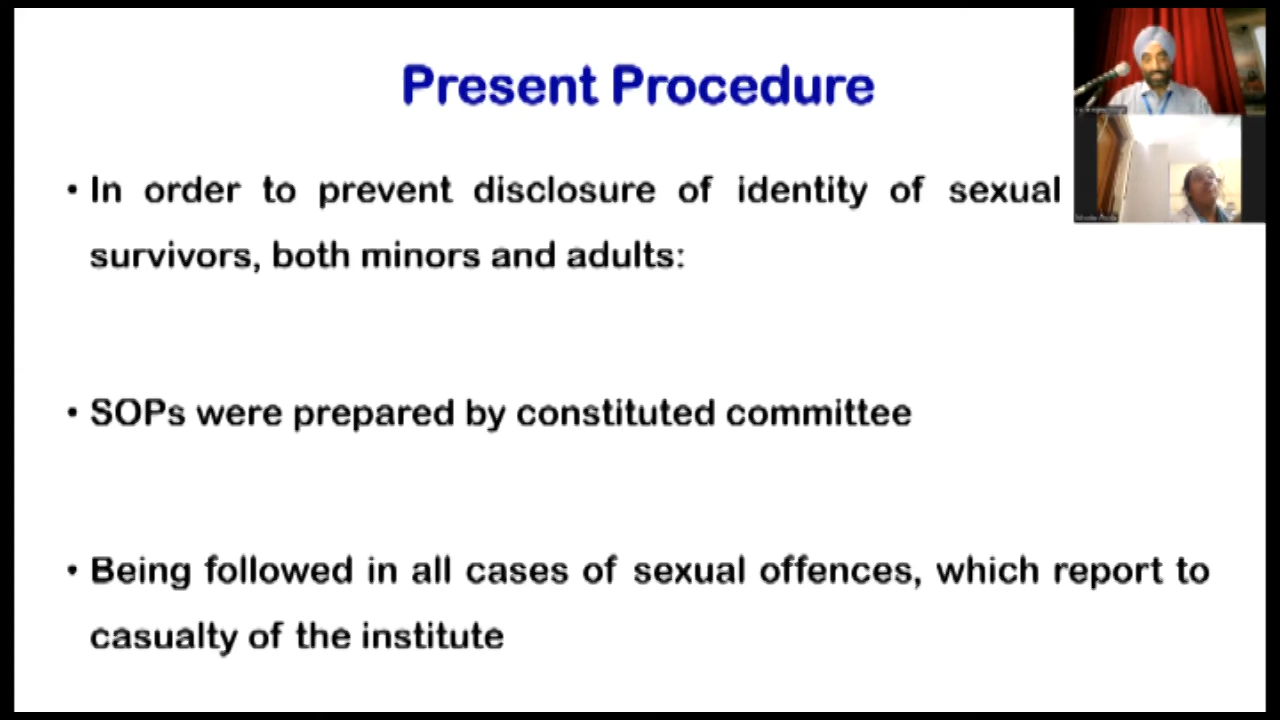 Present Procedure
• In order to prevent disclosure of identity of sexual
survivors, both minors and adults:
• SOPs were prepared by constituted committee
• Being followed in all cases of sexual offences, which report to
casualty of the institute